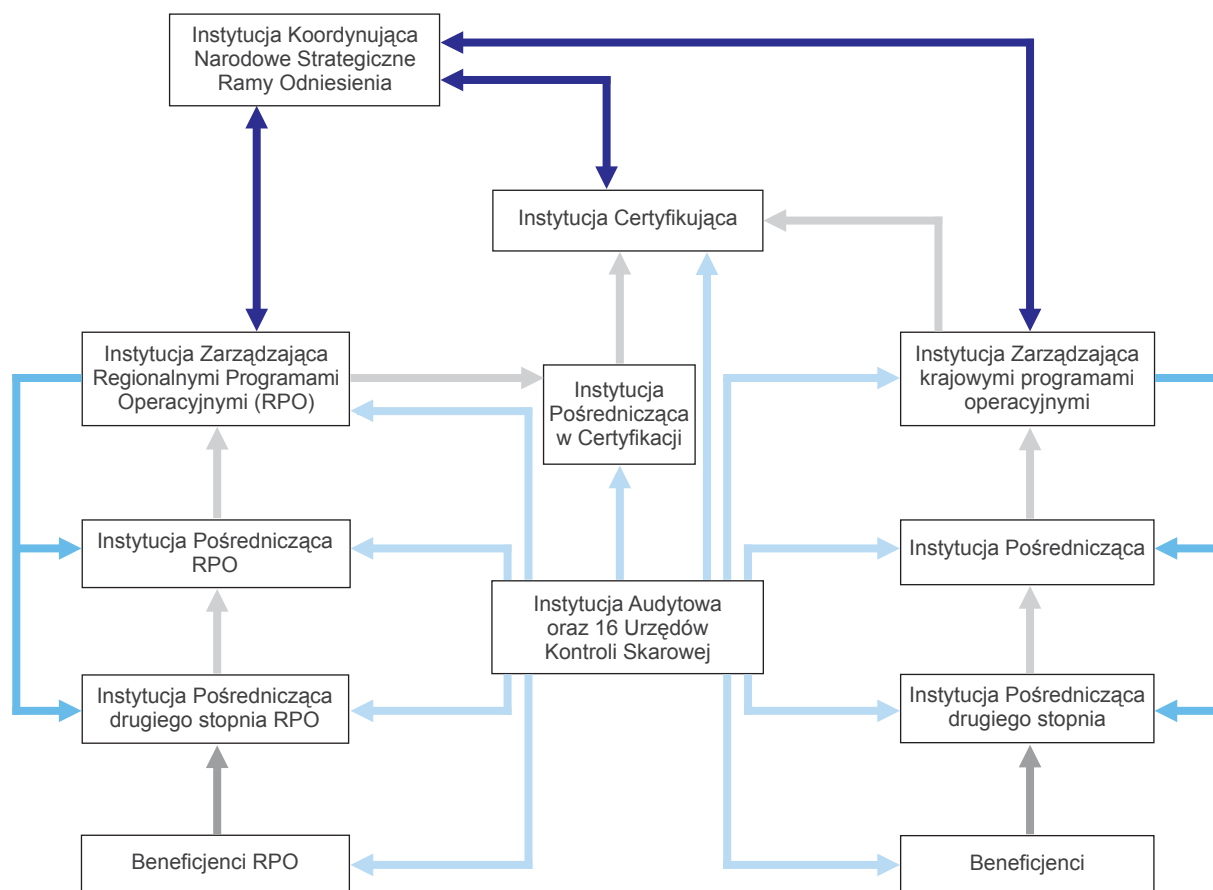 Instytucja Koordynująca
Narodowe Strategiczne
Ramy Odniesienia
Instytucja Certyfikująca
Instytucja Zarządzająca
Regionalnymi Programami
Operacyjnymi (RPO)
Instytucja
Pośrednicząca
w Certyfikacji
Instytucja Zarządzająca
krajowymi programami
operacyjnymi
Instytucja Pośrednicząca
RPO
Instytucja Pośrednicząca
Instytucja Audytowa
oraz 16 Urzędów
Kontroli Skarowej
Instytucja Pośrednicząca
drugiego stopnia RPO
Instytucja Pośrednicząca
drugiego stopnia
Beneficjenci RPO
Beneficjenci